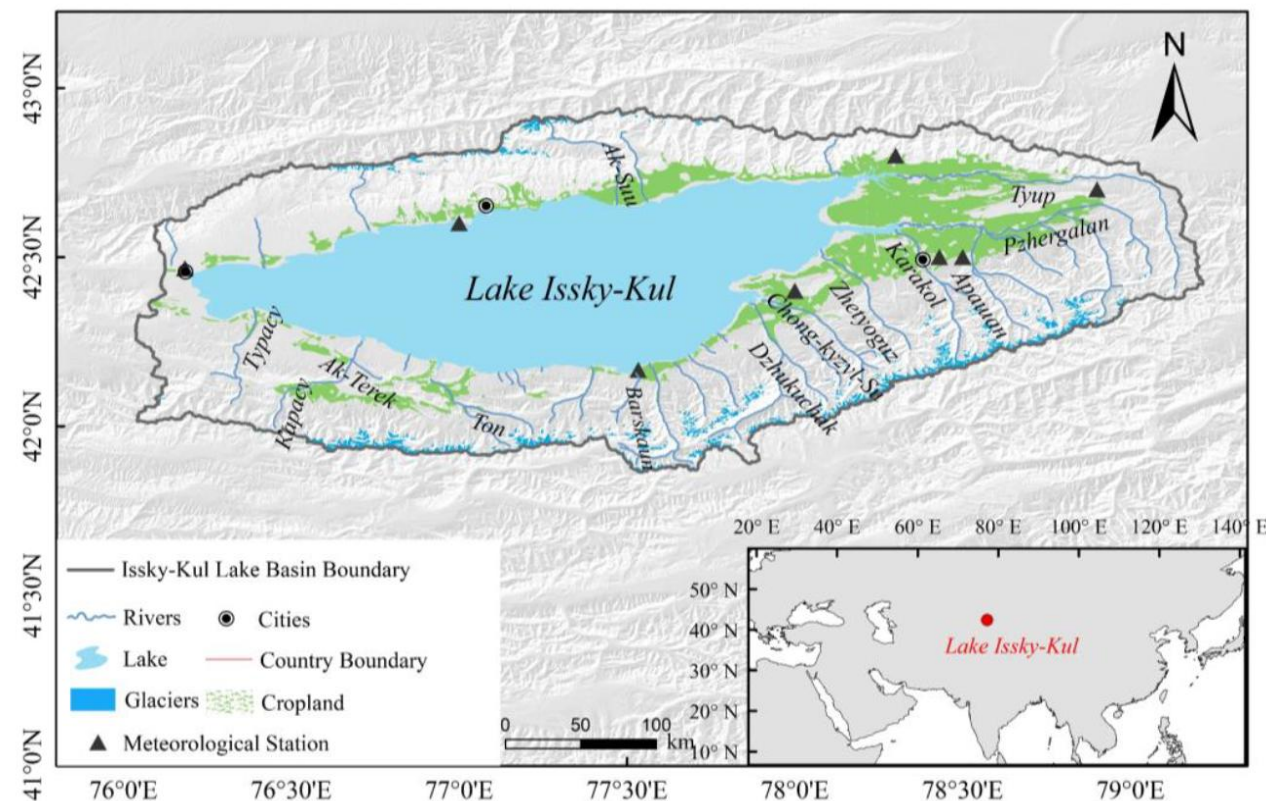 N
43°0'N
42°30'N
42°0'N
41°30'N
41°0'N
Ak-Suu
Tyup
Pzhergalan
Lake Issky-Kul
Karakol
Apauuan
Zhetyoguz
Chong-kyzyl-Su
Dzhukuchak
Typacy
Ak-Terek
Kupacy
Ton
Barskaun
Issky-Kul Lake Basin Boundary
Rivers
Cities
Lake
Country Boundary
Glaciers
Cropland
Meteorological Station
0 50 100
km
20° E 40° E 60° E 80° E 100° E 120° E 140° E
50° N
40° N
30° N
20° N
10° N
Lake Issky-Kul
76°0'E 76°30'E 77°0'E 77°30'E 78°0'E 78°30'E 79°0'E